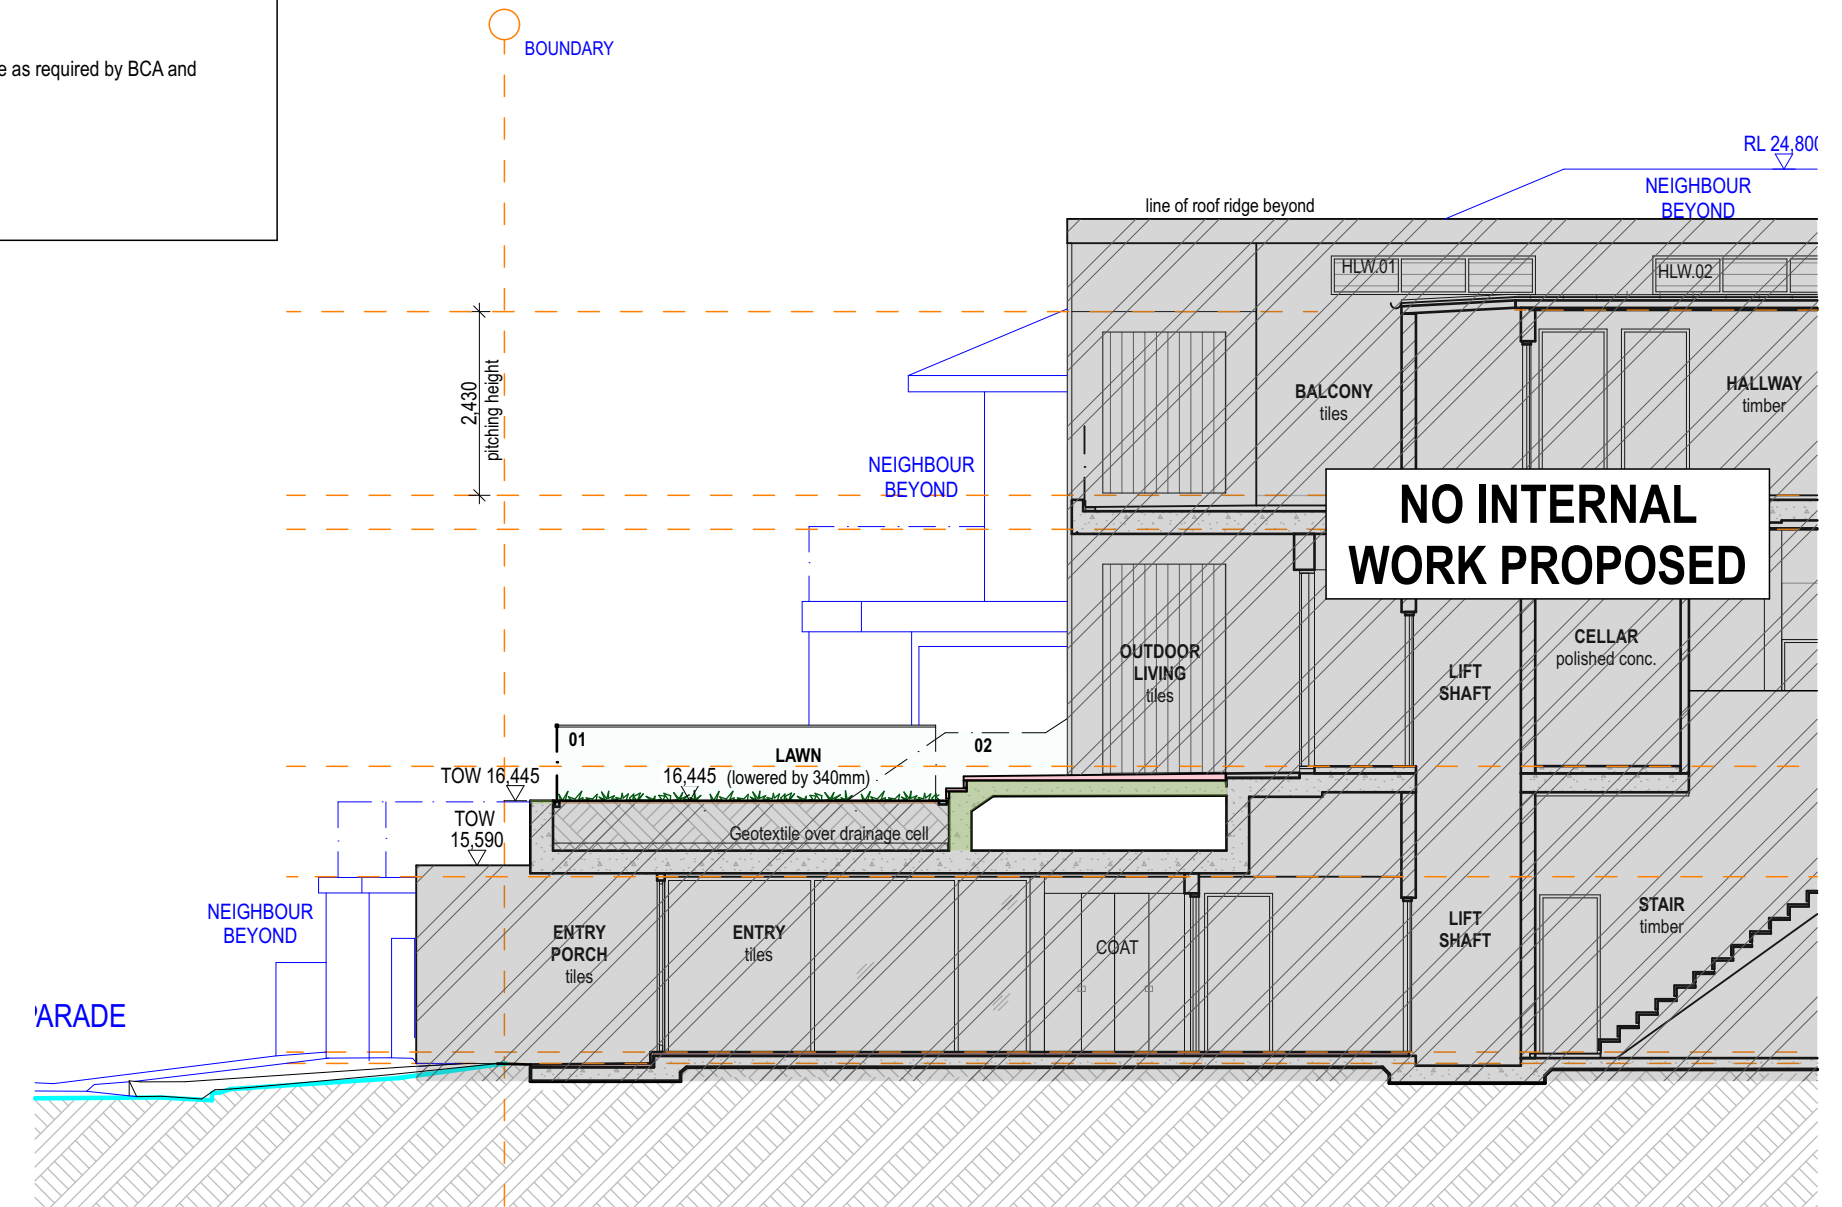 e as required by BCA and
BOUNDARY
RL 24,800
NEIGHBOUR
BEYOND
line of roof ridge beyond
HLW.01
HLW.02
2,430
pitching height
BALCONY
tiles
HALLWAY
timber
NEIGHBOUR
BEYOND
NO INTERNAL
WORK PROPOSED
OUTDOOR
LIVING
tiles
CELLAR
polished conc.
LIFT
SHAFT
01
02
LAWN
(lowered by 340mm)
16,445
TOW 16,445
TOW
15,590
Geotextile over drainage cell
NEIGHBOUR
BEYOND
ENTRY
PORCH
tiles
ENTRY
tiles
COAT
LIFT
SHAFT
STAIR
timber
PARADE